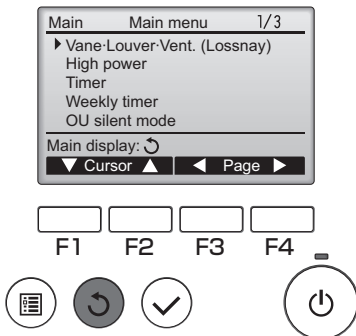 Main Main menu 1/3
Vane·Louver·Vent. (Lossnay)
High power
Timer
Weekly timer
OU silent mode
Main display:
Cursor Page
F1 F2 F3 F4